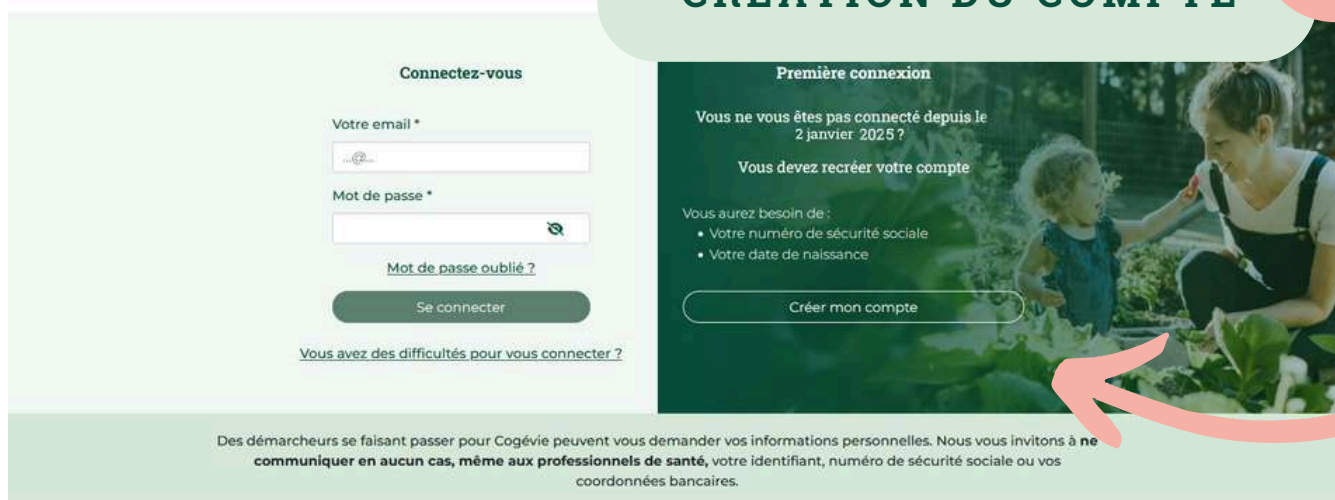 CRÉATION DU COMPTE
Connectez-vous
Votre email *
...@...
Mot de passe *
Mot de passe oublié ?
Se connecter
Vous avez des difficultés pour vous connecter ?
Première connexion
Vous ne vous êtes pas connecté depuis le
2 janvier 2025 ?
Vous devez recréer votre compte
Vous aurez besoin de :
• Votre numéro de sécurité sociale
• Votre date de naissance
Créer mon compte
Des démarcheurs se faisant passer pour Cogévie peuvent vous demander vos informations personnelles. Nous vous invitons à ne
communiquer en aucun cas, même aux professionnels de santé, votre identifiant, numéro de sécurité sociale ou vos
coordonnées bancaires.